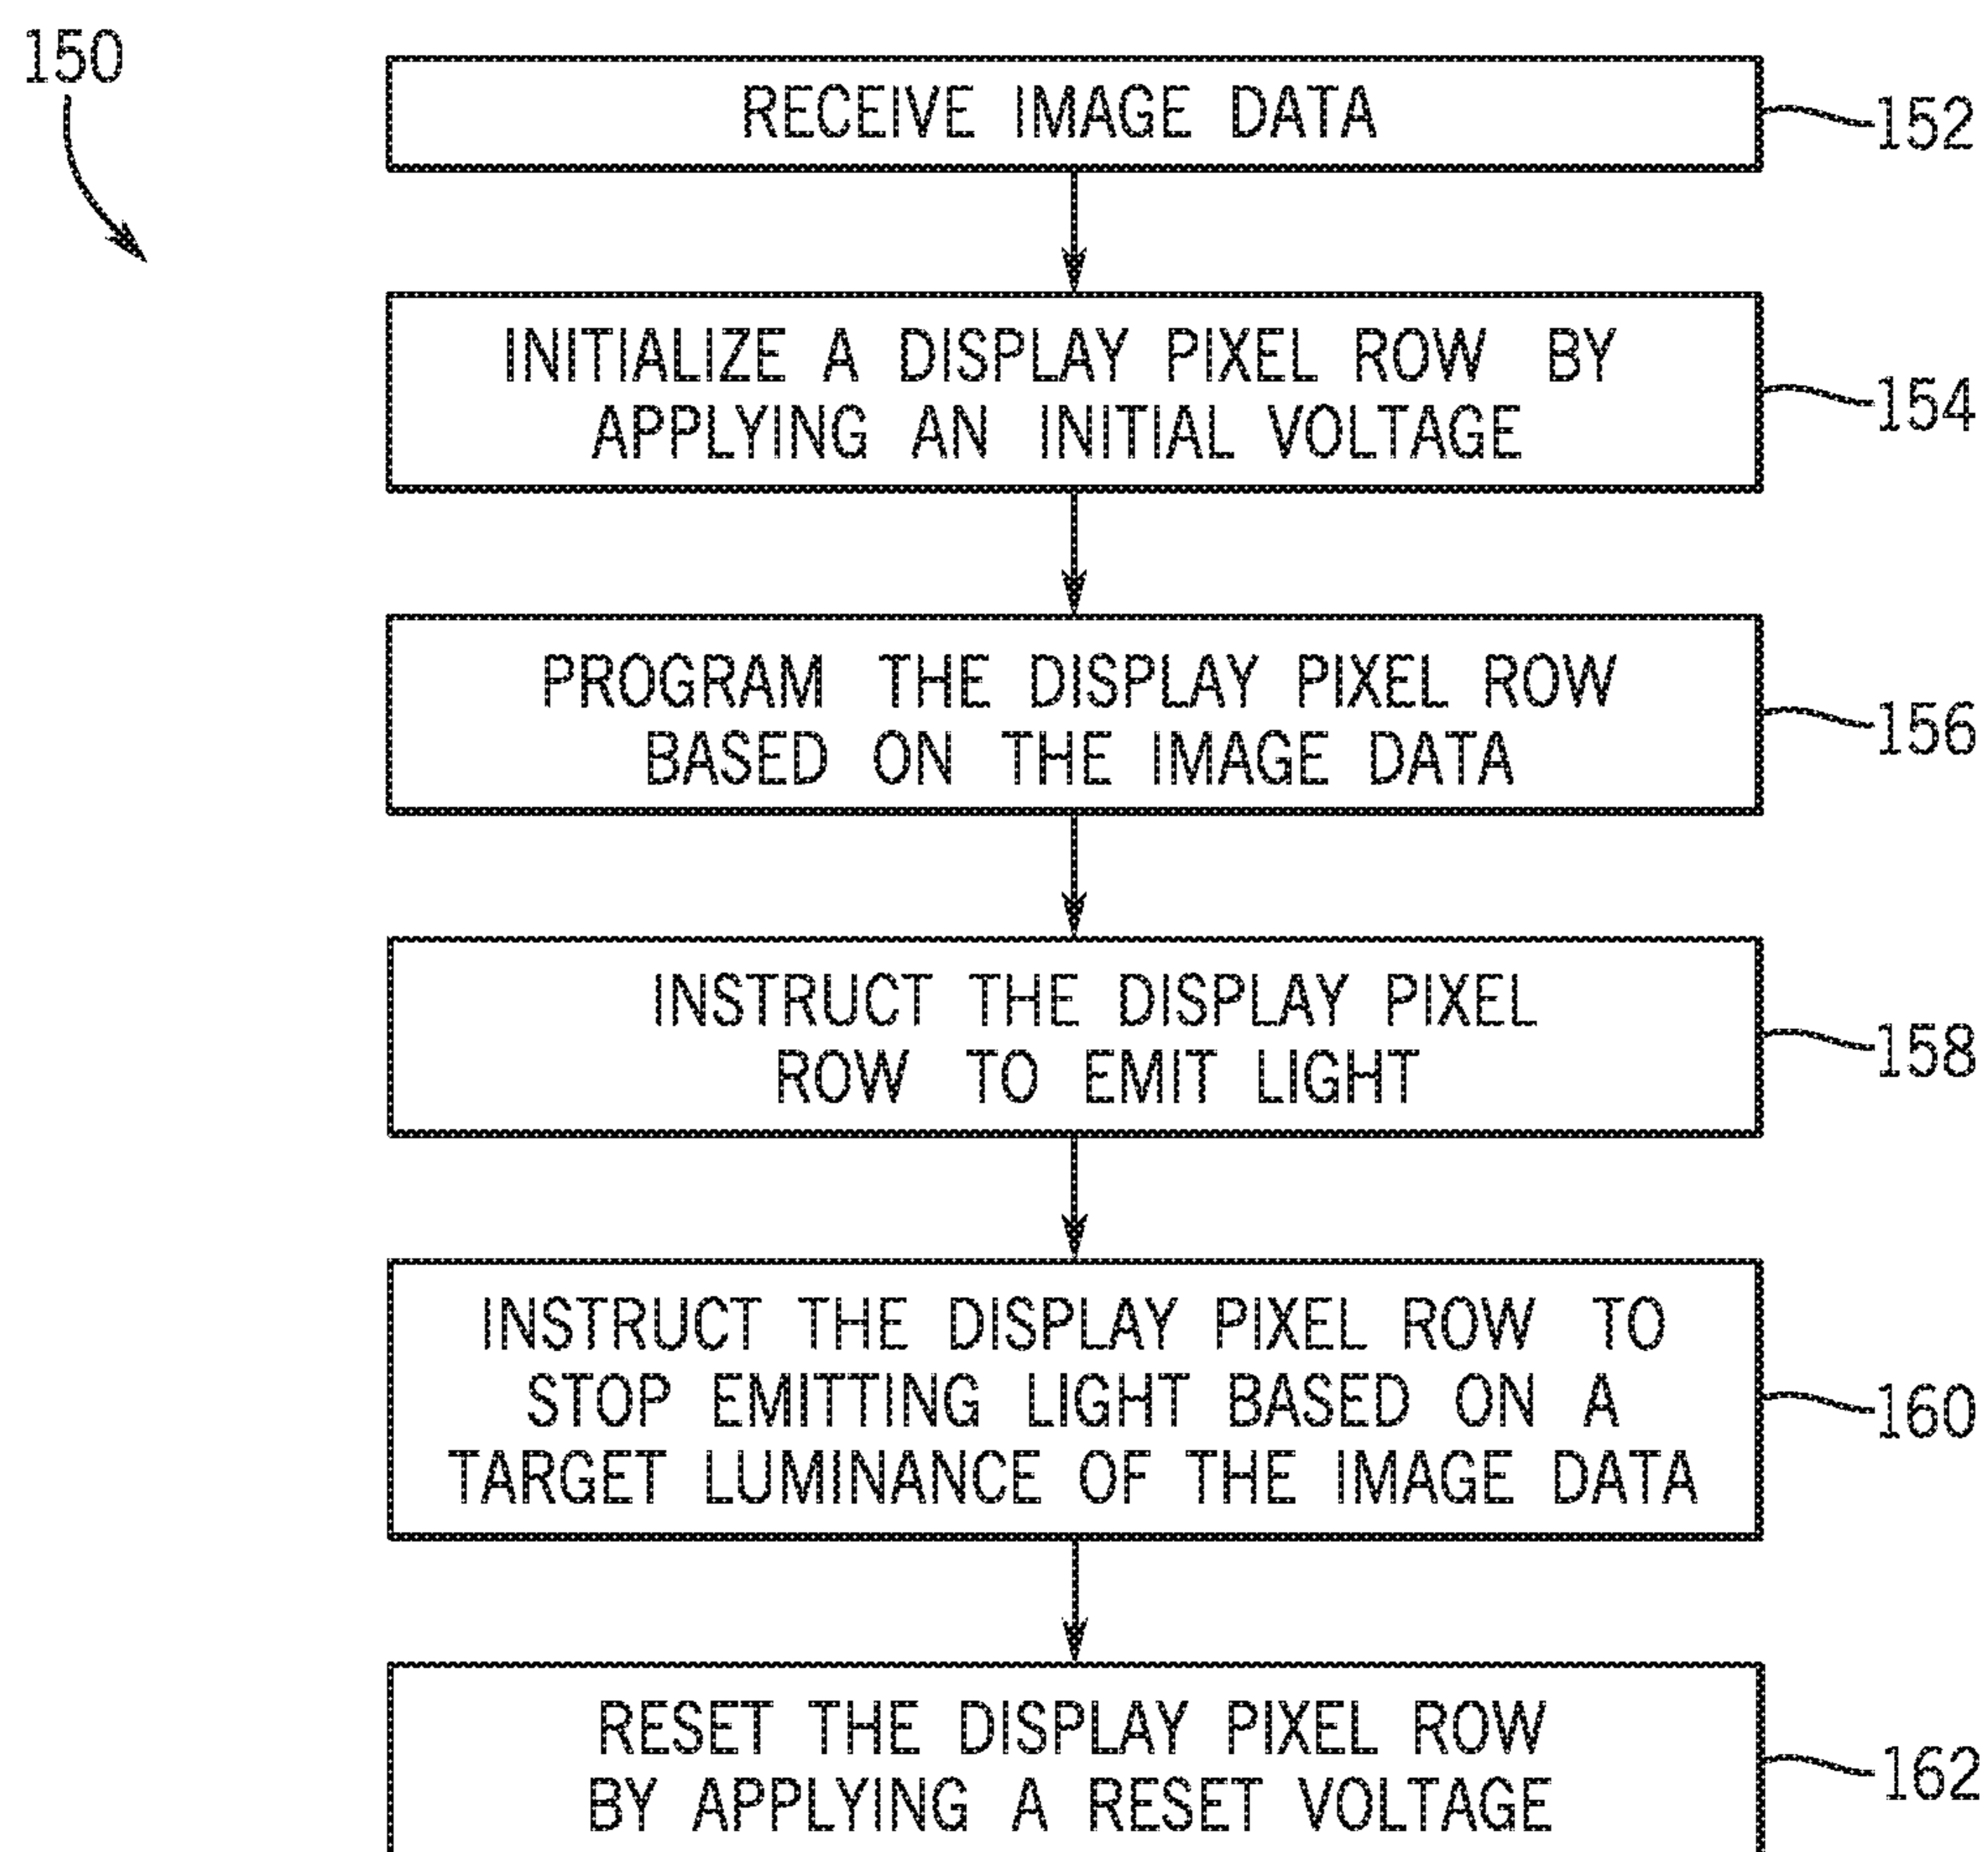 150
RECEIVE IMAGE DATA
152
INITIALIZE A DISPLAY PIXEL ROW BY
APPLYING AN INITIAL VOLTAGE
154
PROGRAM THE DISPLAY PIXEL ROW
BASED ON THE IMAGE DATA
156
INSTRUCT THE DISPLAY PIXEL
ROW TO EMIT LIGHT
158
INSTRUCT THE DISPLAY PIXEL ROW TO
STOP EMITTING LIGHT BASED ON A
TARGET LUMINANCE OF THE IMAGE DATA
160
RESET THE DISPLAY PIXEL ROW
BY APPLYING A RESET VOLTAGE
162